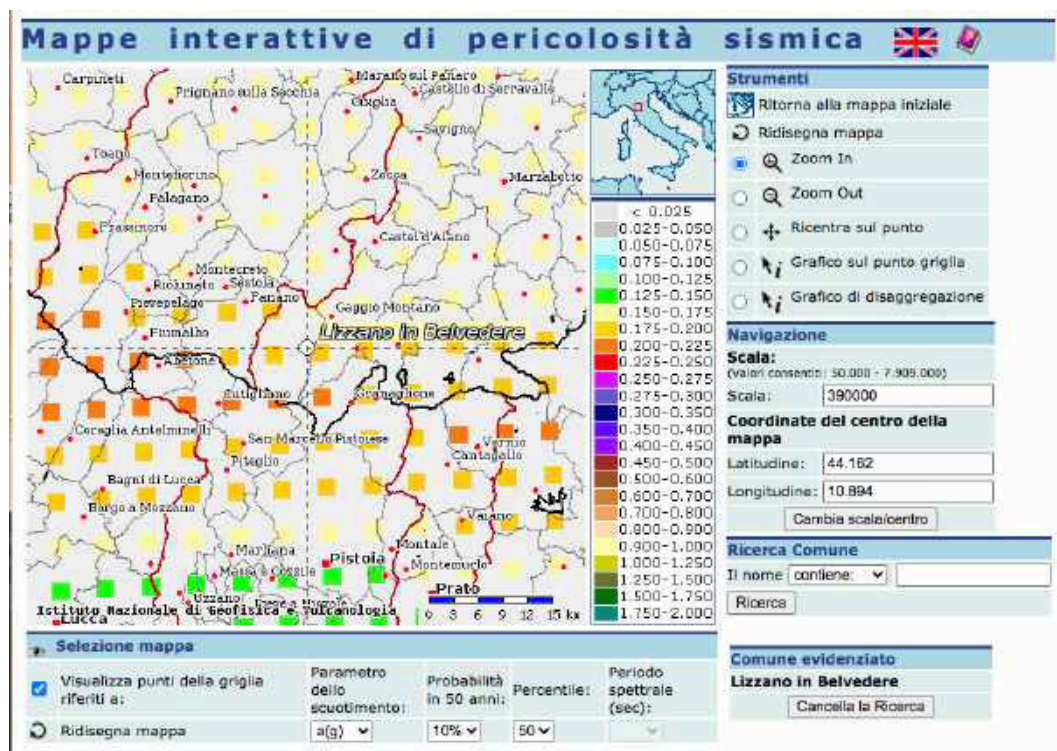 Mappe interattive di pericolosità sismica
Carpineti
Prignano sulla Secchia
Marano sul Panaro
Castello di Serravalle
Guiglia
Savigno
Toano
Montefiorino
Zocca
Marzabotto
Palagano
Frassinoro
Castel d'Aiano
Montecreto
Riolunato
Sestola
Pievepelago
Fanano
Gaggio Montano
Fiumalbo
Lizzano in Belvedere
Abetone
Cutigliano
Granaglione
Coreglia Antelminelli
San Marcello Pistoiese
Vernio
Cantagallo
Piteglio
Bagni di Lucca
Borgo a Mozzano
Vaiano
Marliana
Montale
Pistoia
Massa e Cozzile
Montemurlo
Uzzano
Prato
Istituto Nazionale di Geofisica e Vulcanologia
Lucca
0 3 6 9 12 15 km
< 0.025
0.025-0.050
0.050-0.075
0.075-0.100
0.100-0.125
0.125-0.150
0.150-0.175
0.175-0.200
0.200-0.225
0.225-0.250
0.250-0.275
0.275-0.300
0.300-0.350
0.350-0.400
0.400-0.450
0.450-0.500
0.500-0.600
0.600-0.700
0.700-0.800
0.800-0.900
0.900-1.000
1.000-1.250
1.250-1.500
1.500-1.750
1.750-2.000
Strumenti
Ritorna alla mappa iniziale
Ridisegna mappa
Zoom In
Zoom Out
Ricentra sul punto
Grafico sul punto griglia
Grafico di disaggregazione
Navigazione
Scala:
(Valori consentiti: 50.000 - 7.909.000)
Scala: 390000
Coordinate del centro della
mappa
Latitudine: 44.162
Longitudine: 10.894
Cambia scala/centro
Ricerca Comune
Il nome contiene:
Ricerca
Comune evidenziato
Lizzano in Belvedere
Cancella la Ricerca
Selezione mappa
Visualizza punti della griglia
riferiti a:
Parametro
dello
scuotimento:
Probabilità
in 50 anni:
Percentile:
Periodo
spettrale
(sec):
Ridisegna mappa
a(g)
10%
50